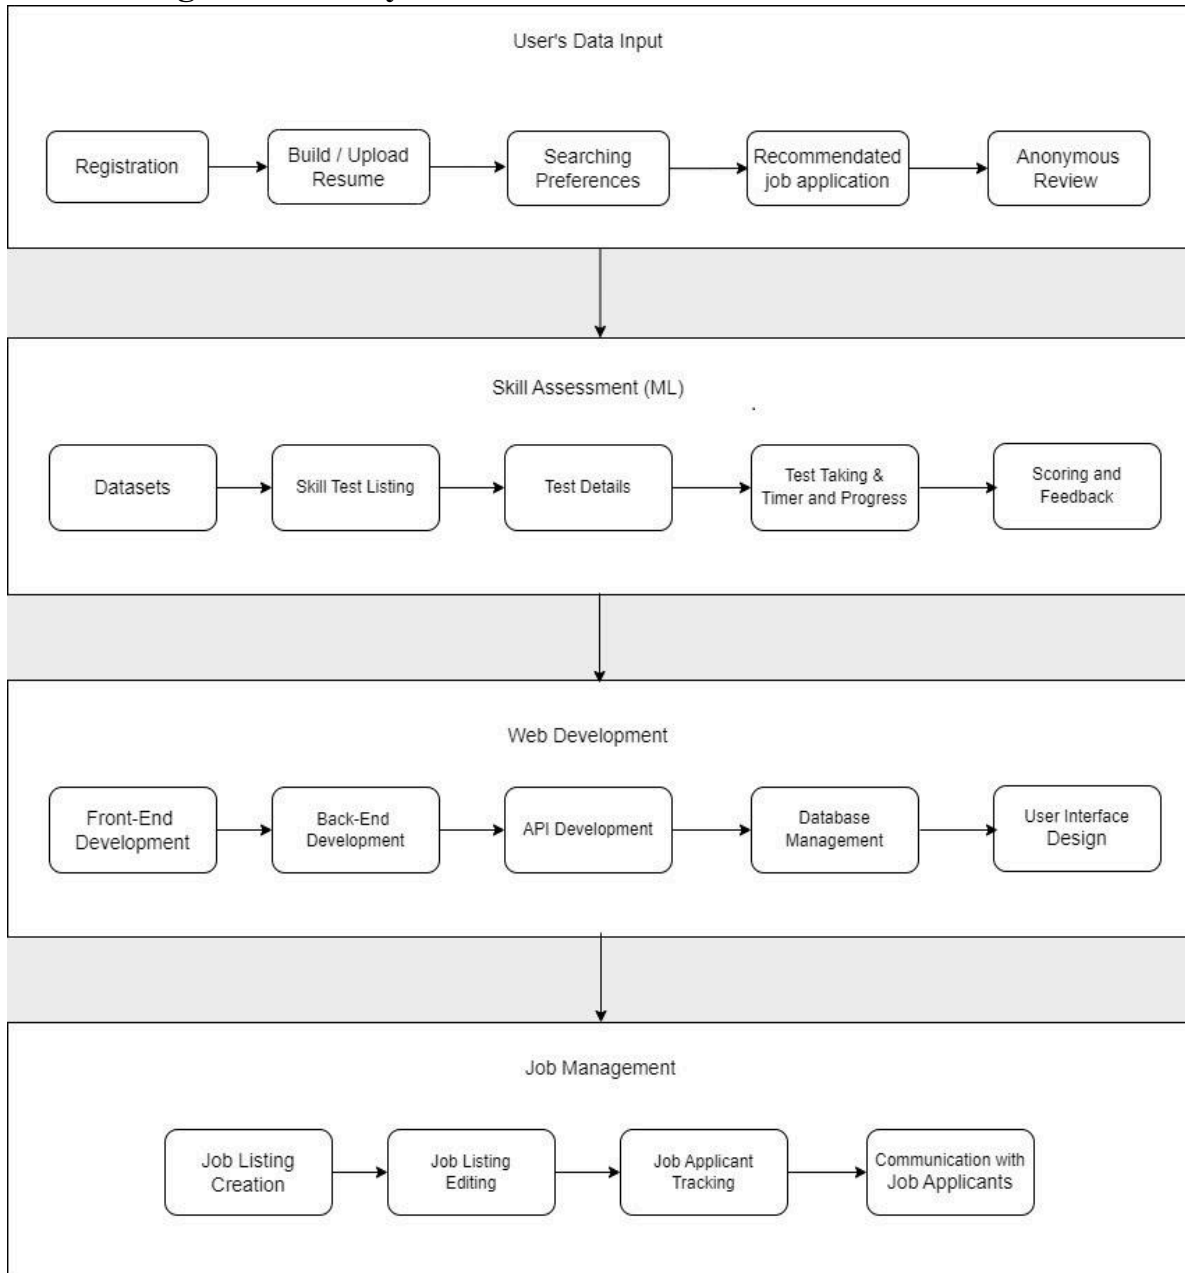 User's Data Input
Registration
Build / Upload
Resume
Searching
Preferences
Recommendated
job application
Anonymous
Review
Skill Assessment (ML)
Datasets
Skill Test Listing
Test Details
Test Taking &
Timer and Progress
Scoring and
Feedback
Web Development
Front-End
Development
Back-End
Development
API Development
Database
Management
User Interface
Design
Job Management
Job Listing
Creation
Job Listing
Editing
Job Applicant
Tracking
Communication with
Job Applicants